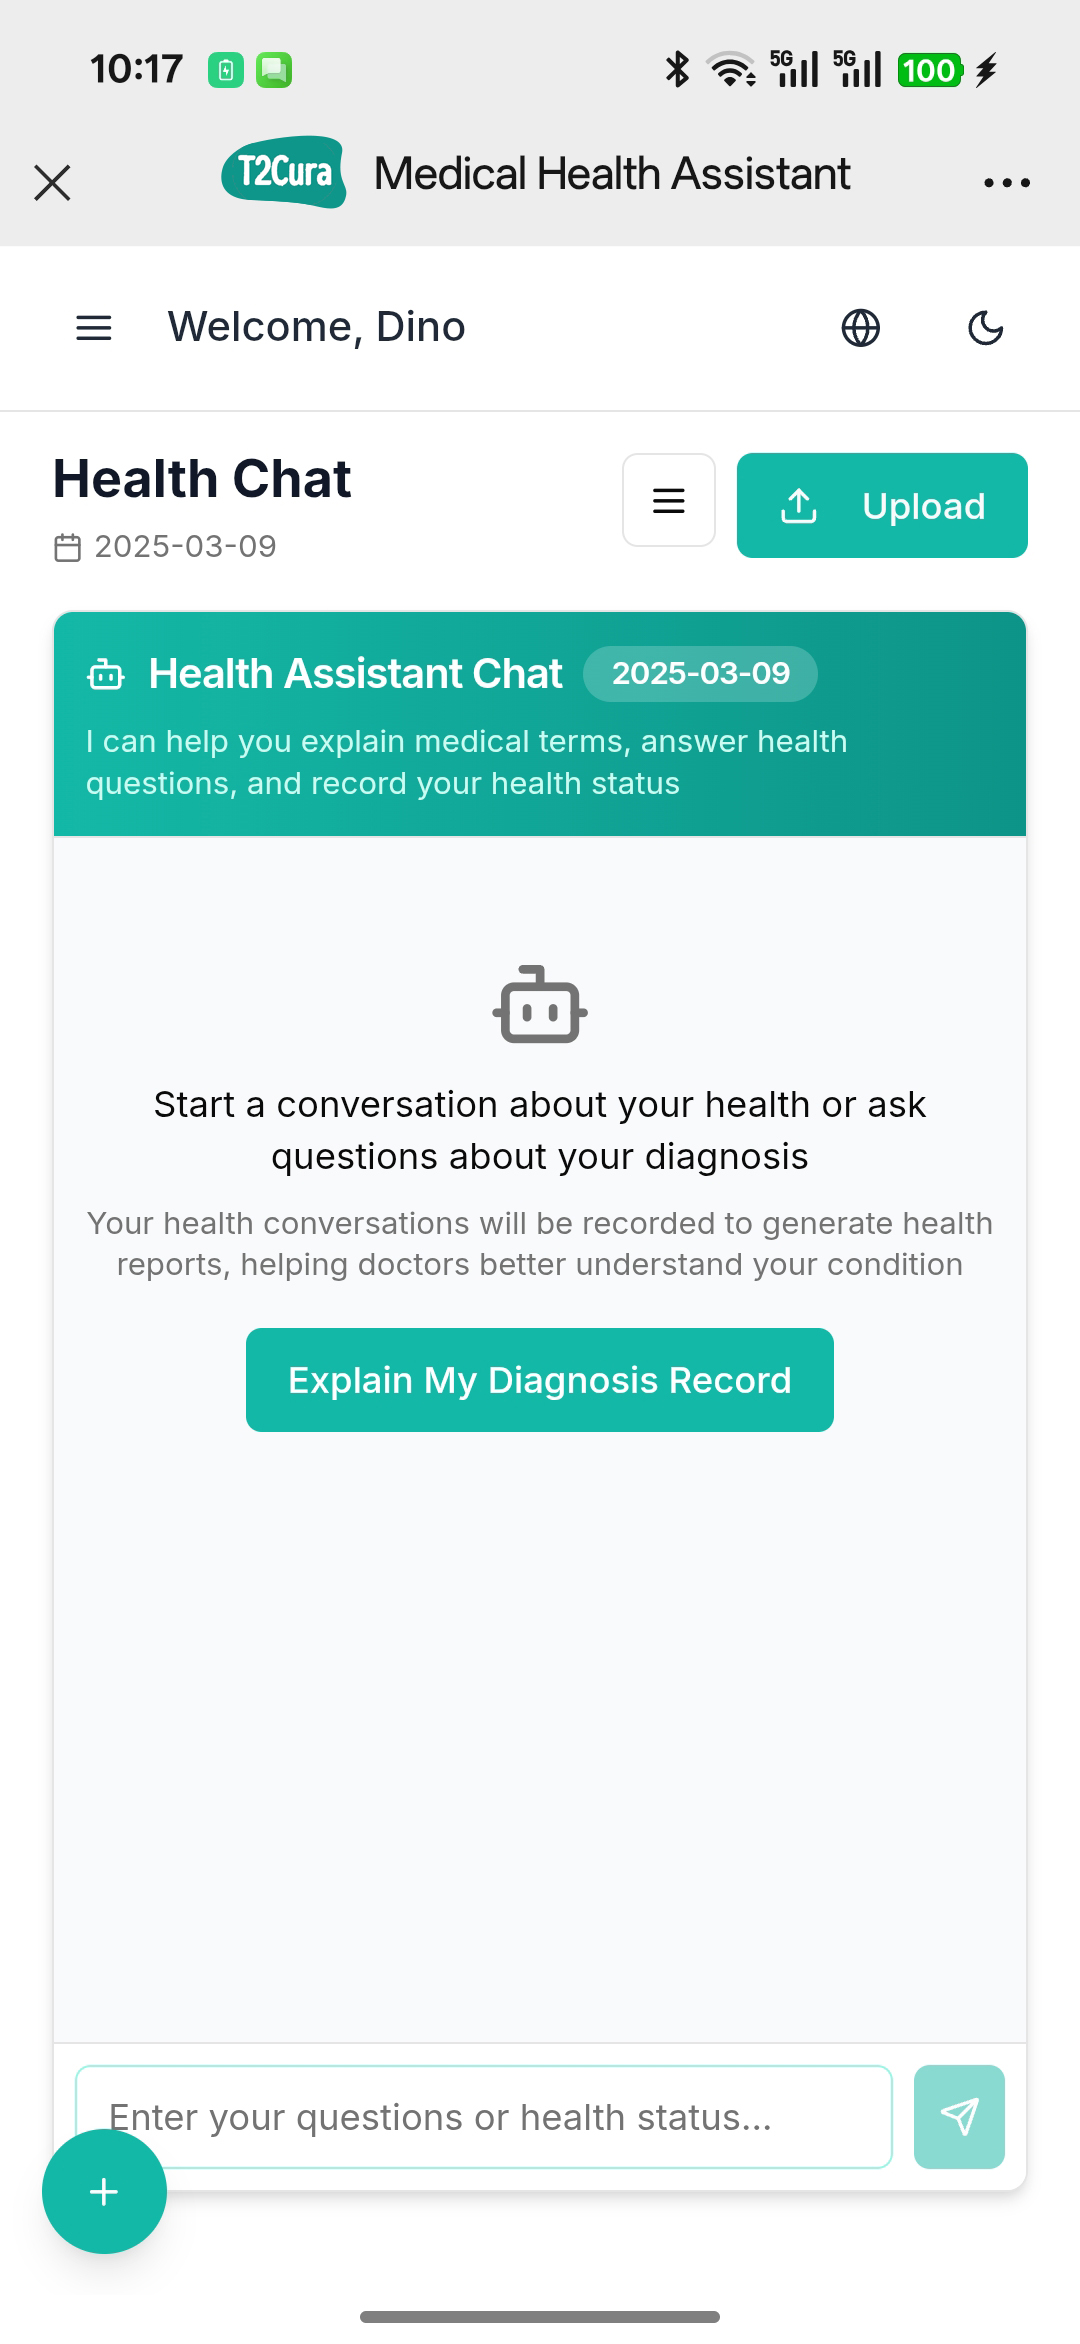 10:17
5G 5G 100
T2Cura Medical Health Assistant
Welcome, Dino
Health Chat
Upload
2025-03-09
Health Assistant Chat 2025-03-09
I can help you explain medical terms, answer health
questions, and record your health status
Start a conversation about your health or ask
questions about your diagnosis
Your health conversations will be recorded to generate health
reports, helping doctors better understand your condition
Explain My Diagnosis Record
Enter your questions or health status...